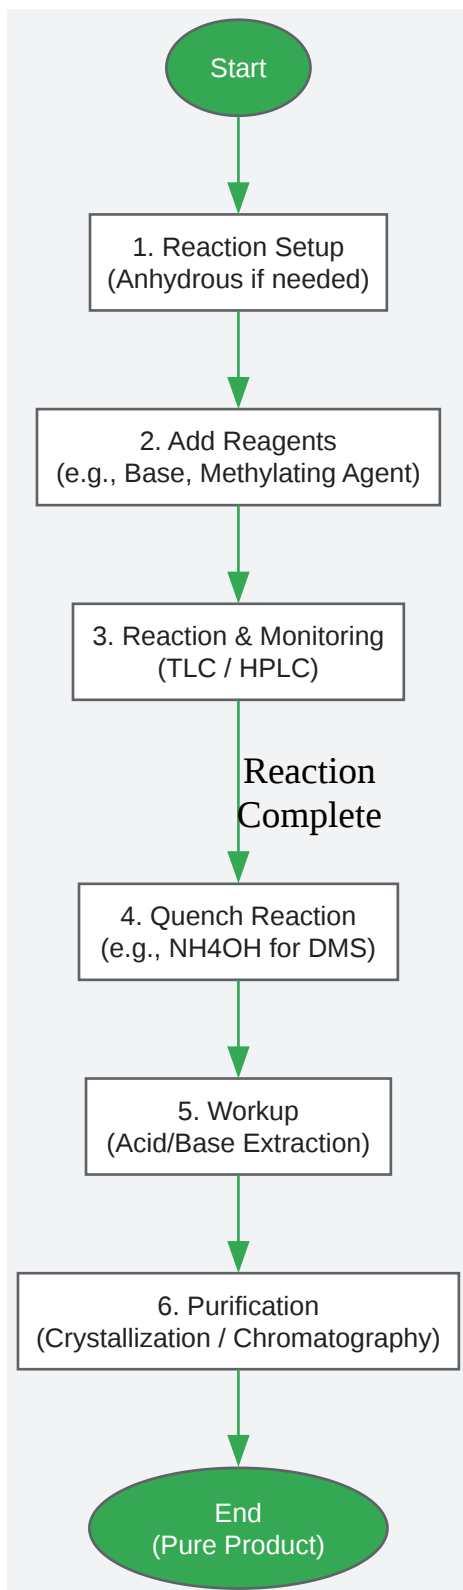 Start
1. Reaction Setup
(Anhydrous if needed)
2. Add Reagents
(e.g., Base, Methylating Agent)
3. Reaction & Monitoring
(TLC / HPLC)
Reaction
Complete
4. Quench Reaction
(e.g., NH4OH for DMS)
5. Workup
(Acid/Base Extraction)
6. Purification
(Crystallization / Chromatography)
End
(Pure Product)